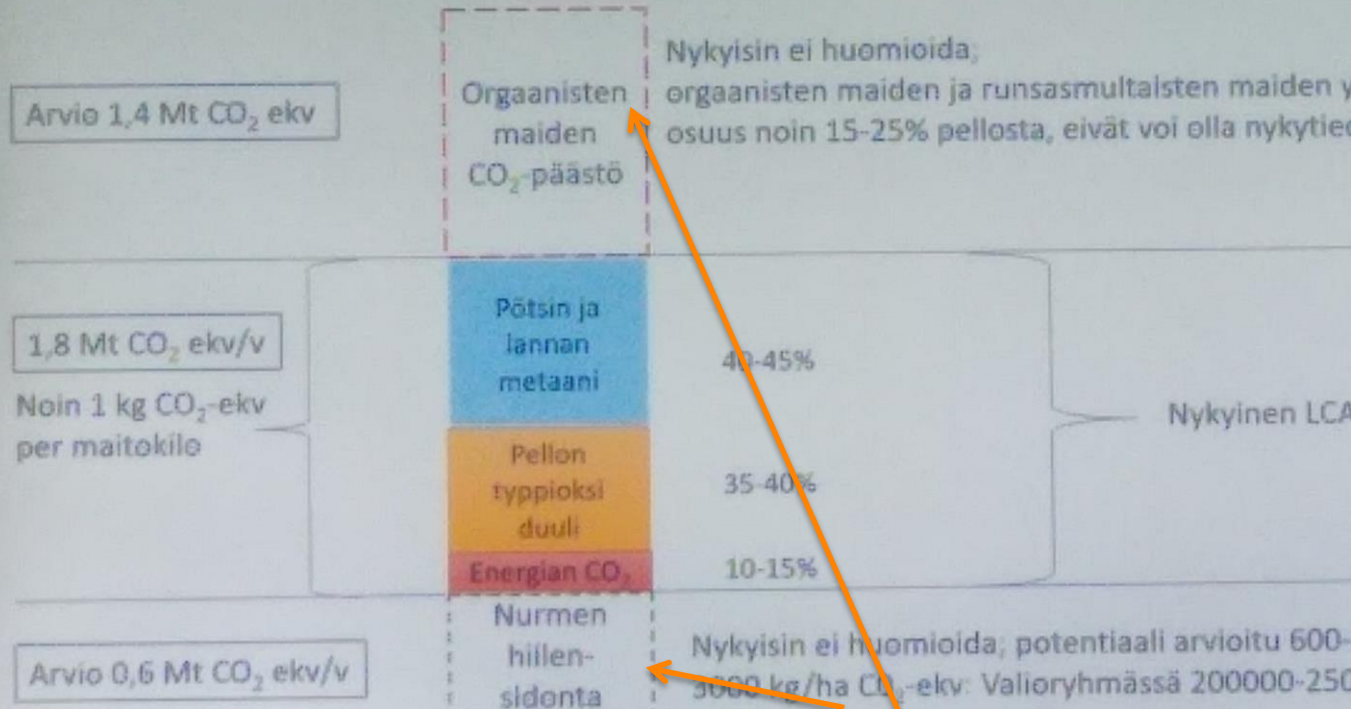 Arvio 1,4 Mt CO₂ ekv
Orgaanisten
maiden
CO₂-päästö
Nykyisin ei huomioida;
orgaanisten maiden ja runsasmultaisten maiden
osuus noin 15-25% pellosta, eivät voi olla
1,8 Mt CO₂ ekv/v
Noin 1 kg CO₂-ekv
per maitokilo
Pötsin ja
lannan
metaani
40-45%
Pellon
typpioksi
duuli
35-40%
Energian CO₂
10-15%
Nykyinen LCA
Arvio 0,6 Mt CO₂ ekv/v
Nurmen
hiilen-
sidonta
Nykyisin ei huomioida; potentiaali arvioitu 600-
3000 kg/ha CO₂-ekv: Valioryhmässä